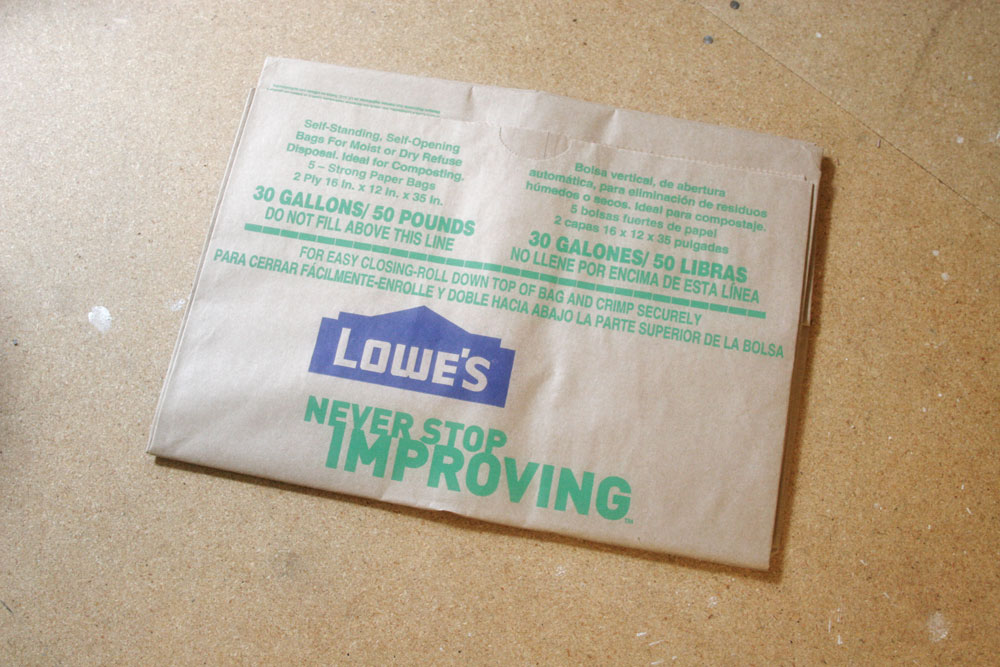 Self-Standing, Self-Opening
Bags For Moist or Dry Refuse
Disposal. Ideal for Composting.
5 – Strong Paper Bags
2 Ply 16 in. x 12 in. x 35 in.
30 GALLONS/ 50 POUNDS
DO NOT FILL ABOVE THIS LINE
Bolsa vertical, de abertura
automática, para eliminación de residuos
húmedos o sacos. Ideal para compostaje.
5 bolsas fuertes de papel
2 capas 16 x 12 x 35 pulgadas
30 GALONES/ 50 LIBRAS
NO LLENE POR ENCIMA DE ESTA LÍNEA
FOR EASY CLOSING-ROLL DOWN TOP OF BAG AND CRIMP SECURELY
PARA CERRAR FÁCILMENTE-ENROLLE Y DOBLE HACIA ABAJO LA PARTE SUPERIOR DE LA BOLSA
LOWE'S
NEVER STOP
IMPROVING™